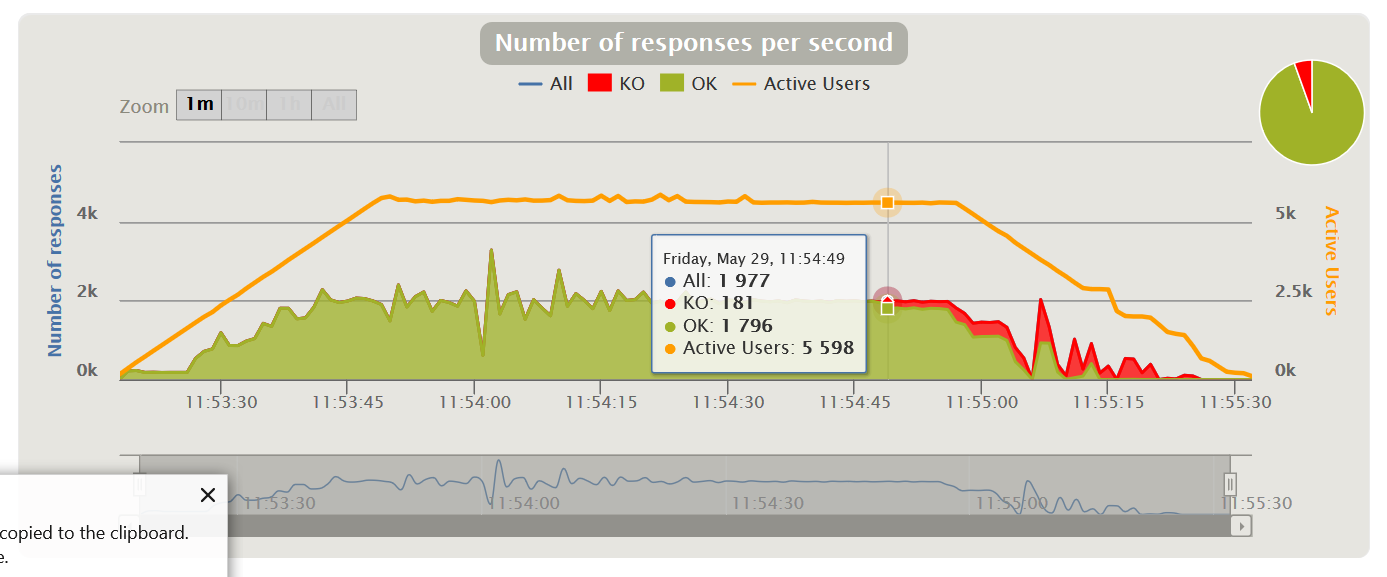 Number of responses per second
All KO OK Active Users
Zoom 1m 10m 1h All
Number of responses
4k
2k
0k
5k
2.5k
0k
Active Users
Friday, May 29, 11:54:49
All: 1 977
KO: 181
OK: 1 796
Active Users: 5 598
11:53:30 11:53:45 11:54:00 11:54:15 11:54:30 11:54:45 11:55:00 11:55:15 11:55:30
11:53:30 11:54:00 11:54:30 11:55:00 11:55:30
copied to the clipboard.
e.